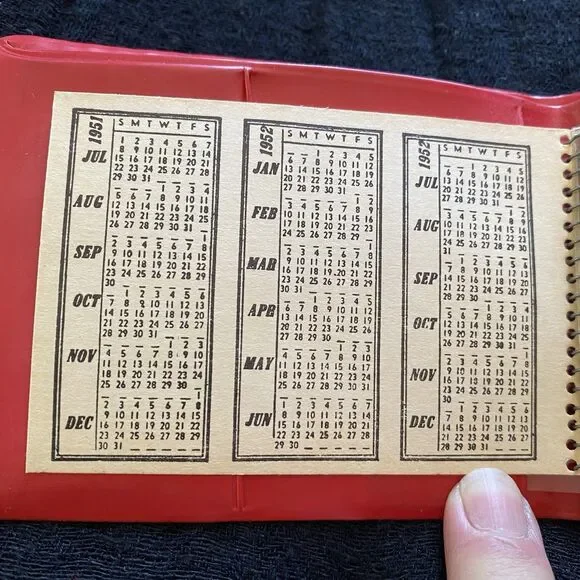 1951
S M T W T F S
JUL
1 2 3 4 5 6 7
8 9 10 11 12 13 14
15 16 17 18 19 20 21
22 23 24 25 26 27 28
29 30 31
AUG
1 2 3 4
5 6 7 8 9 10 11
12 13 14 15 16 17 18
19 20 21 22 23 24 25
26 27 28 29 30 31
SEP
1
2 3 4 5 6 7 8
9 10 11 12 13 14 15
16 17 18 19 20 21 22
23 24 25 26 27 28 29
30
OCT
1 2 3 4 5 6
7 8 9 10 11 12 13
14 15 16 17 18 19 20
21 22 23 24 25 26 27
28 29 30 31
NOV
1 2 3
4 5 6 7 8 9 10
11 12 13 14 15 16 17
18 19 20 21 22 23 24
25 26 27 28 29 30
DEC
1
2 3 4 5 6 7 8
9 10 11 12 13 14 15
16 17 18 19 20 21 22
23 24 25 26 27 28 29
30 31
1952
S M T W T F S
JAN
1 2 3 4 5
6 7 8 9 10 11 12
13 14 15 16 17 18 19
20 21 22 23 24 25 26
27 28 29 30 31
FEB
1 2
3 4 5 6 7 8 9
10 11 12 13 14 15 16
17 18 19 20 21 22 23
24 25 26 27 28 29
MAR
1
2 3 4 5 6 7 8
9 10 11 12 13 14 15
16 17 18 19 20 21 22
23 24 25 26 27 28 29
30 31
APR
1 2 3 4 5
6 7 8 9 10 11 12
13 14 15 16 17 18 19
20 21 22 23 24 25 26
27 28 29 30
MAY
1 2 3
4 5 6 7 8 9 10
11 12 13 14 15 16 17
18 19 20 21 22 23 24
25 26 27 28 29 30 31
JUN
1 2 3 4 5 6 7
8 9 10 11 12 13 14
15 16 17 18 19 20 21
22 23 24 25 26 27 28
29 30
1952
S M T W T F S
JUL
1 2 3 4 5
6 7 8 9 10 11 12
13 14 15 16 17 18 19
20 21 22 23 24 25 26
27 28 29 30 31
AUG
1 2
3 4 5 6 7 8 9
10 11 12 13 14 15 16
17 18 19 20 21 22 23
24 25 26 27 28 29 30
31
SEP
1 2 3 4 5 6
7 8 9 10 11 12 13
14 15 16 17 18 19 20
21 22 23 24 25 26 27
28 29 30
OCT
1 2 3 4
5 6 7 8 9 10 11
12 13 14 15 16 17 18
19 20 21 22 23 24 25
26 27 28 29 30 31
NOV
1
2 3 4 5 6 7 8
9 10 11 12 13 14 15
16 17 18 19 20 21 22
23 24 25 26 27 28 29
30
DEC
1 2 3 4 5 6
7 8 9 10 11 12 13
14 15 16 17 18 19 20
21 22 23 24 25 26 27
28 29 30 31